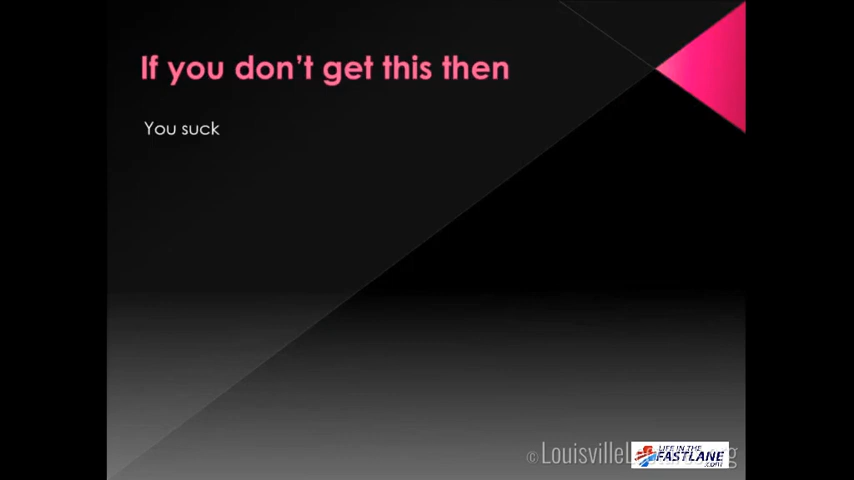 If you don't get this then
You suck
© Louisville
LIFE IN THE
FASTLANE
.com